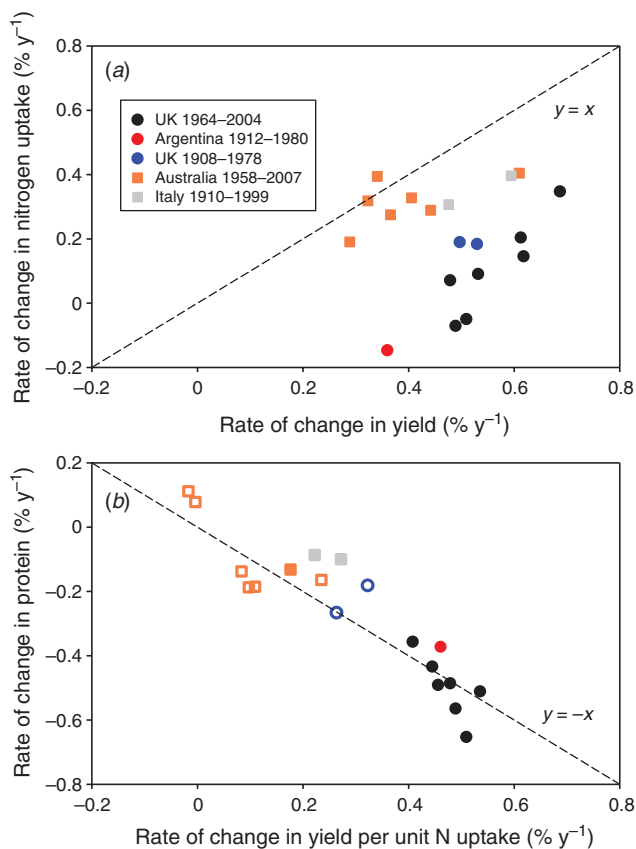 (a)
y = x
UK 1964–2004
Argentina 1912–1980
UK 1908–1978
Australia 1958–2007
Italy 1910–1999
Rate of change in nitrogen uptake (% y⁻¹)
0.8
0.6
0.4
0.2
0
−0.2
−0.2
0
0.2
0.4
0.6
0.8
Rate of change in yield (% y⁻¹)
(b)
y = −x
Rate of change in protein (% y⁻¹)
0.2
0
−0.2
−0.4
−0.6
−0.8
−0.2
0
0.2
0.4
0.6
0.8
Rate of change in yield per unit N uptake (% y⁻¹)